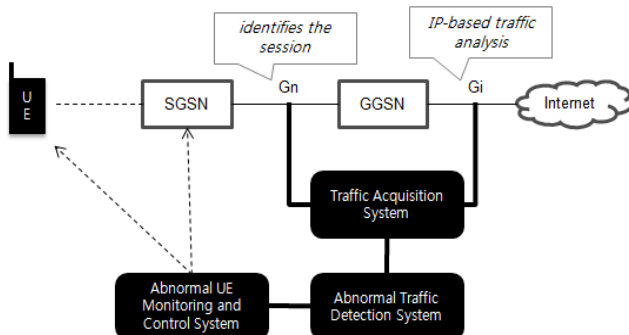 identifies the
session
IP-based traffic
analysis
U
E
SGSN
Gn
GGSN
Gi
Internet
Traffic Acquisition
System
Abnormal UE
Monitoring and
Control System
Abnormal Traffic
Detection System